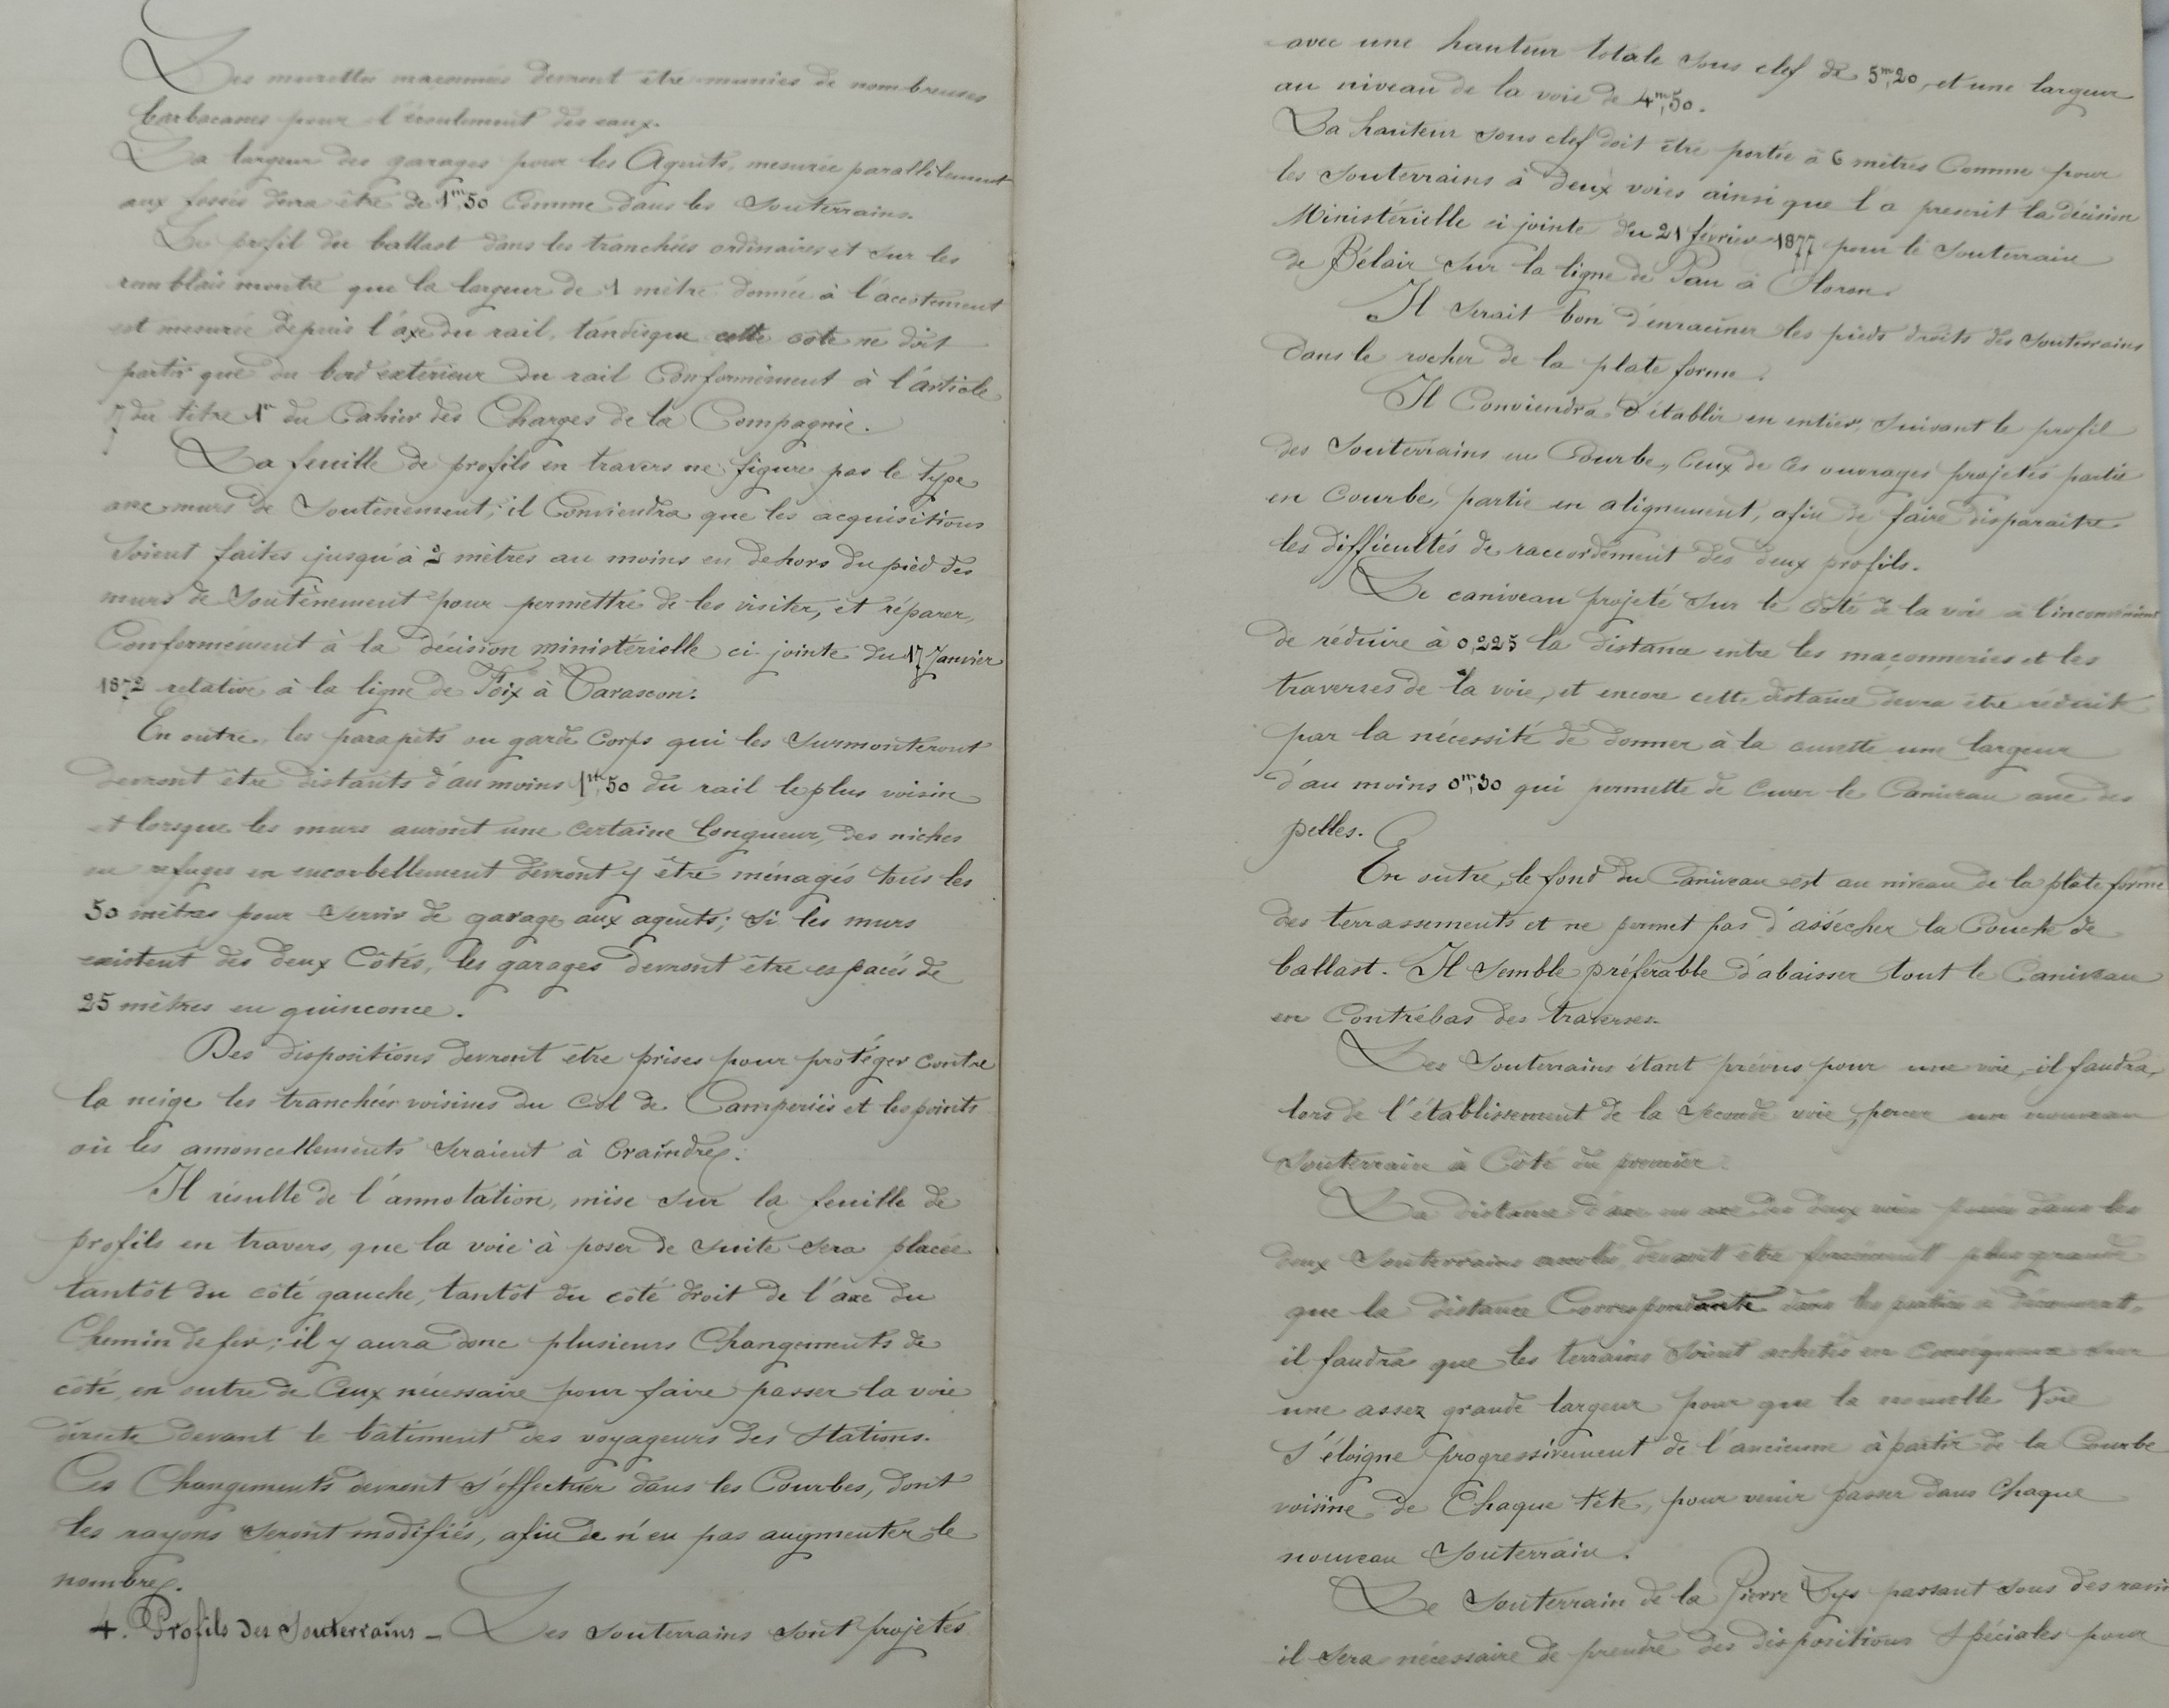 Les murettes maçonnées devront être munies de nombreuses
barbacanes pour l'écoulement des eaux.
La largeur des garages pour les Agents, mesurée parallèlement
aux fossés devra être de 1m,50 Comme dans les Souterrains.
Le profil du ballast dans les tranchées ordinaires et sur les
remblais montre que la largeur de 1 mètre donnée à l'accotement
est mesurée depuis l'axe du rail, tandisque cette côte ne doit
partir que du bord extérieur du rail Conformément à l'article
7 du titre 1er du Cahier des Charges de la Compagnie.
La feuille de profils en travers ne figure pas le type
avec murs de Soutènement; il Conviendra que les acquisitions
Soient faites jusqu'à 2 mètres au moins en dehors du pied des
murs de Soutènement pour permettre de les visiter, et réparer,
Conformément à la décision ministérielle ci-jointe du 17 Janvier
1872 relative à la ligne de Foix à Tarascon.
En outre, les parapets ou garde Corps qui les Surmonteront
devront être distants d'au moins 1m,50 du rail le plus voisin
et lorsque les murs auront une Certaine longueur, des niches
ou refuges en encorbellement devront y être ménagés tous les
50 mètres pour Servir de garage aux agents; Si les murs
existent des deux Côtés, les garages devront être espacés de
25 mètres en quinconce.
Des dispositions devront être prises pour protéger contre
la neige les tranchées voisines du Col de Camperiès et les points
où les amoncellements Seraient à Craindre.
Il résulte de l'annotation, mise sur la feuille de
profils en travers, que la voie à poser de suite sera placée
tantôt du côté gauche, tantôt du côté droit de l'axe du
Chemin de fer; il y aura donc plusieurs Changements de
côté, en outre de Ceux nécessaire pour faire passer la voie
directe devant le bâtiment des voyageurs des Stations.
Ces Changements devront s'effectuer dans les Courbes, dont
les rayons Seront modifiés, afin de n'en pas augmenter le
nombre.
4. Profils des Souterrains - Les Souterrains sont projetés
avec une hauteur totale sous clef de 5m,20, et une largeur
au niveau de la voie de 4m,50.
La hauteur sous clef doit être portée à 6 mètres Comme pour
les Souterrains à deux voies ainsi que l'a prescrit la décision
Ministérielle ci jointe du 21 février 1877 pour le Souterrain
de Bélair sur la ligne de Pau à Oloron.
Il Serait bon d'enraciner les pieds droits des Souterrains
dans le rocher de la plate forme.
Il Conviendra d'établir en entier, Suivant le profil
des Souterrains en Courbe, Ceux de Ces ouvrages projetés partie
en Courbe, partie en alignement, afin de faire disparaitre
les difficultés de raccordement des deux profils.
Le caniveau projeté Sur le Côté de la voie à l'inconvénient
de réduire à 0,225 la distance entre les maçonneries et les
traverses de la voie, et encore cette distance devra être réduite
par la nécessité de donner à la cuvette une largeur
d'au moins 0m,30 qui permette de Curer le Caniveau avec des
pelles.
En outre, le fond du Caniveau est au niveau de la plate forme
des terrassements et ne permet pas d'assécher la Couche de
ballast. Il Semble préférable d'abaisser tout le Caniveau
en Contrebas des traverses.
Les Souterrains étant prévus pour une voie, il faudra,
lors de l'établissement de la Seconde voie, percer un nouveau
Souterrain à Côté du premier.
La distance d'axe en axe des deux voies dans les
deux Souterrains accolés devant être forcément plus grande
que la distance Correspondante dans les parties à découvert,
il faudra que les terrains Soient achetés en Conséquence sur
une assez grande largeur pour que la nouvelle Voie
s'éloigne progressivement de l'ancienne à partir de la Courbe
voisine de Chaque tête, pour venir passer dans Chaque
nouveau Souterrain.
Le Souterrain de la Pierre Lys passant sous des ravins
il Sera nécessaire de prendre des dispositions Spéciales pour